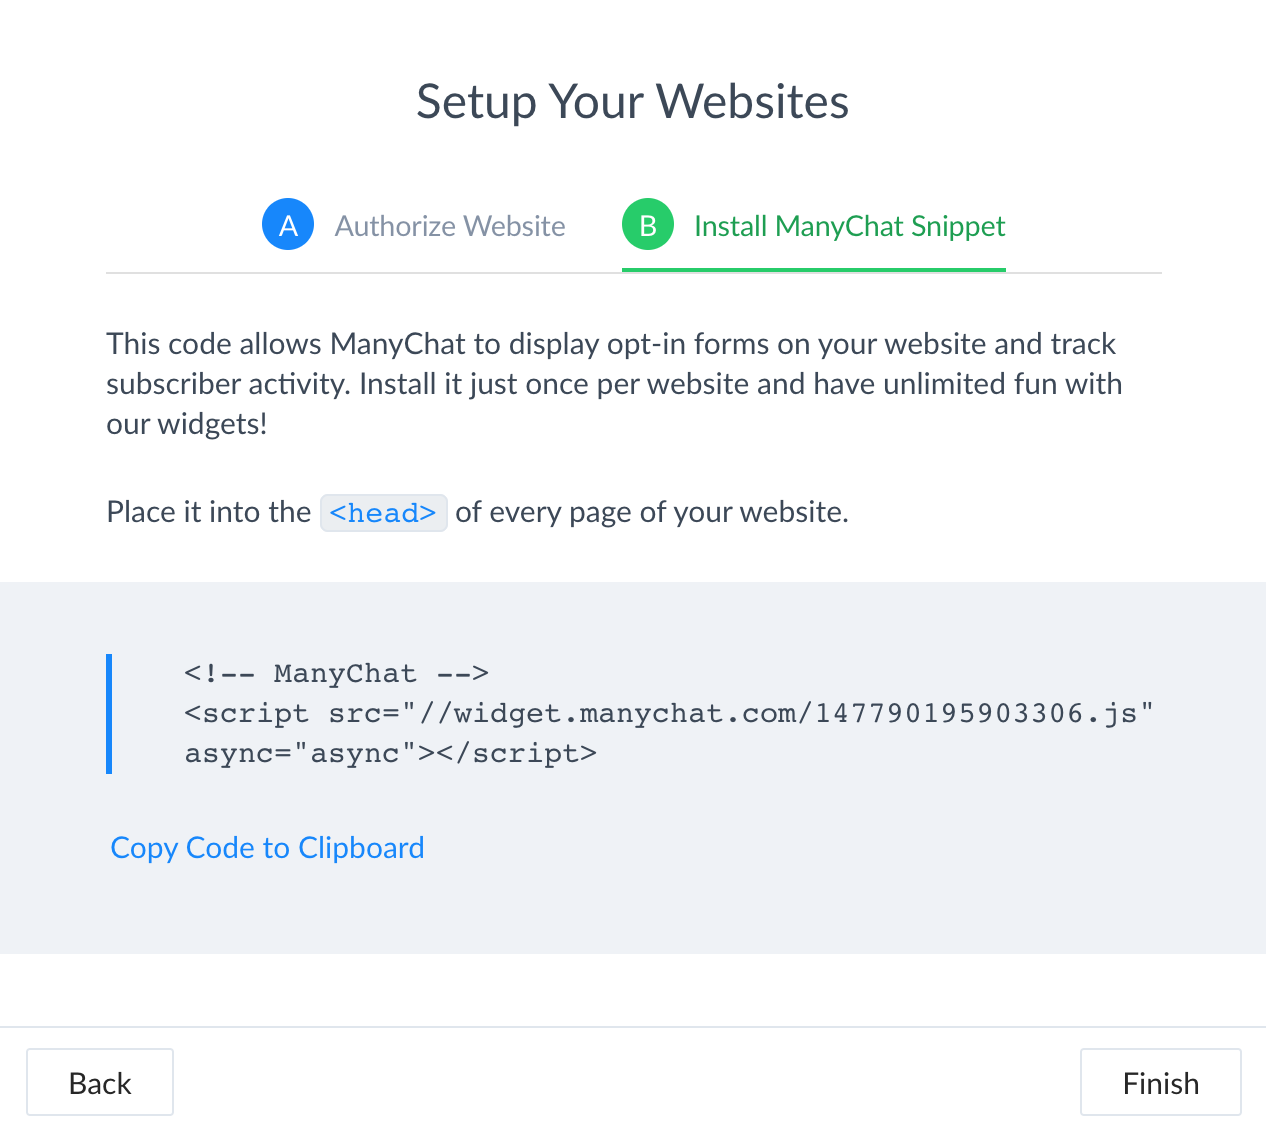 Setup Your Websites
A Authorize Website B Install ManyChat Snippet
This code allows ManyChat to display opt-in forms on your website and track
subscriber activity. Install it just once per website and have unlimited fun with
our widgets!
Place it into the <head> of every page of your website.
<!-- ManyChat -->
<script src="//widget.manychat.com/147790195903306.js"
async="async"></script>
Copy Code to Clipboard
Back Finish